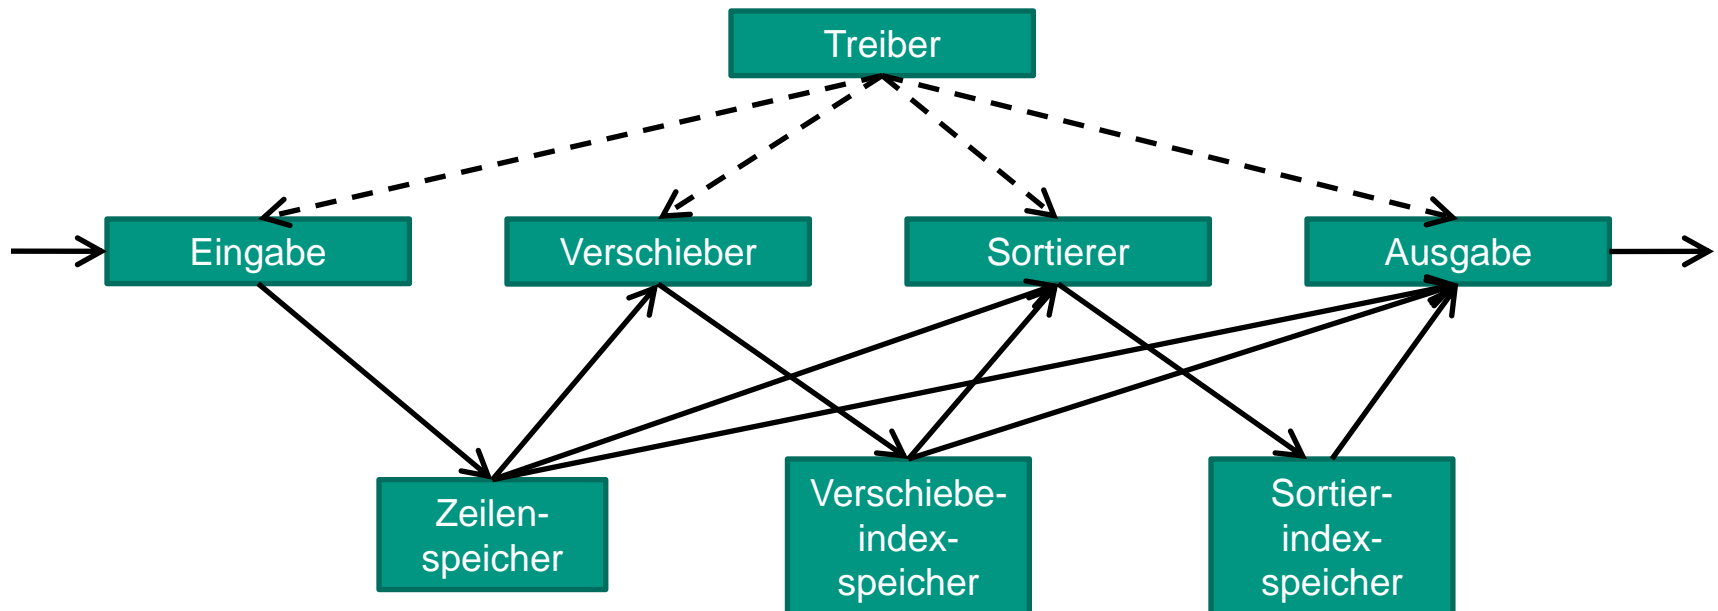 Treiber
Eingabe
Verschieber
Sortierer
Ausgabe
Zeilen-
speicher
Verschiebe-
index-
speicher
Sortier-
index-
speicher